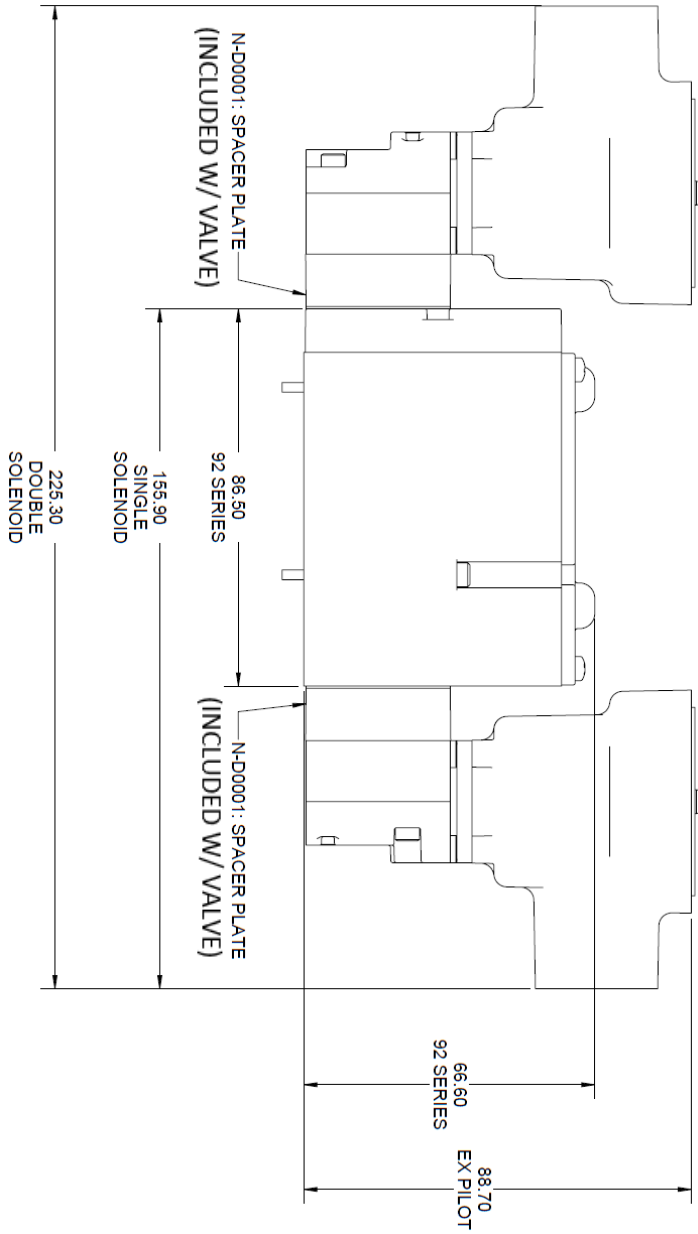 N-D0001: SPACER PLATE
(INCLUDED W/ VALVE)
86.50
92 SERIES
155.90
SINGLE
SOLENOID
225.30
DOUBLE
SOLENOID
N-D0001: SPACER PLATE
(INCLUDED W/ VALVE)
66.60
92 SERIES
88.70
EX PILOT